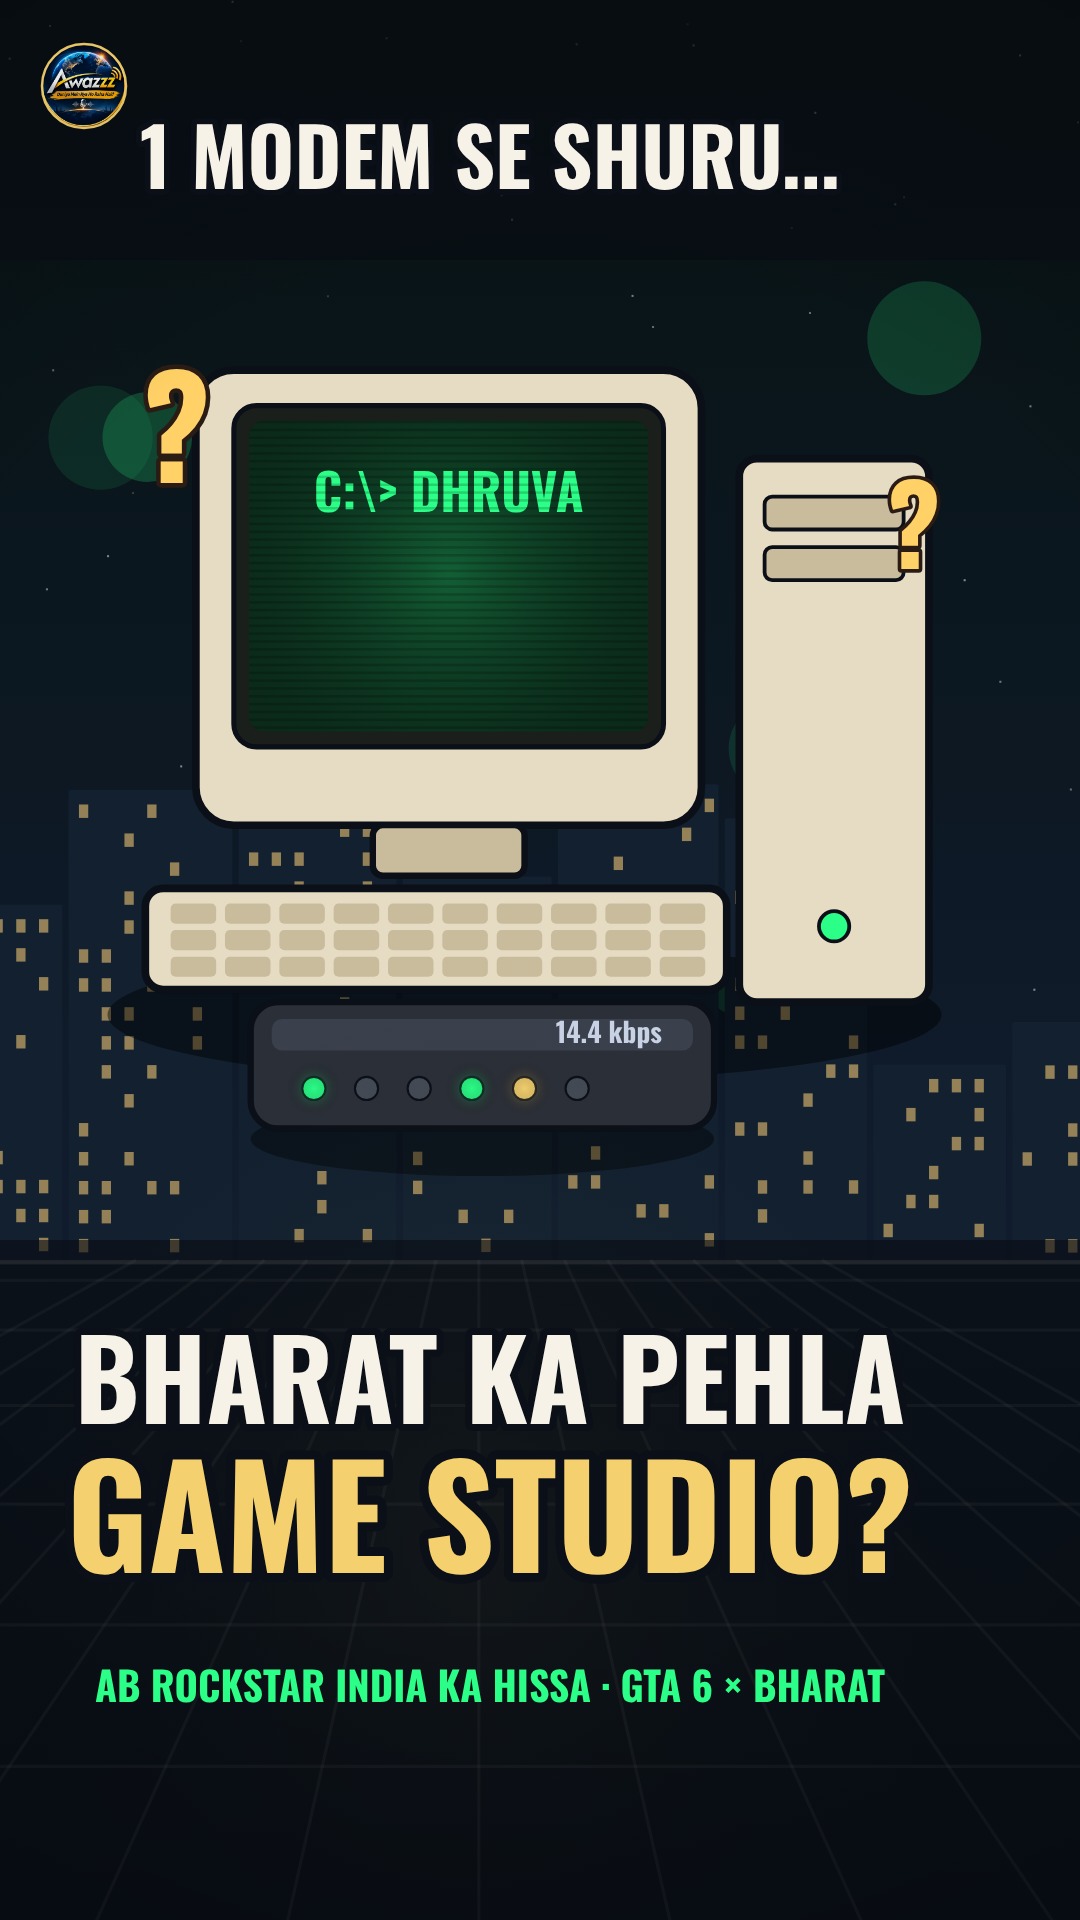 Awazzz
1 MODEM SE SHURU...
?
?
C:\> DHRUVA
14.4 kbps
BHARAT KA PEHLA
GAME STUDIO?
AB ROCKSTAR INDIA KA HISSA · GTA 6 × BHARAT